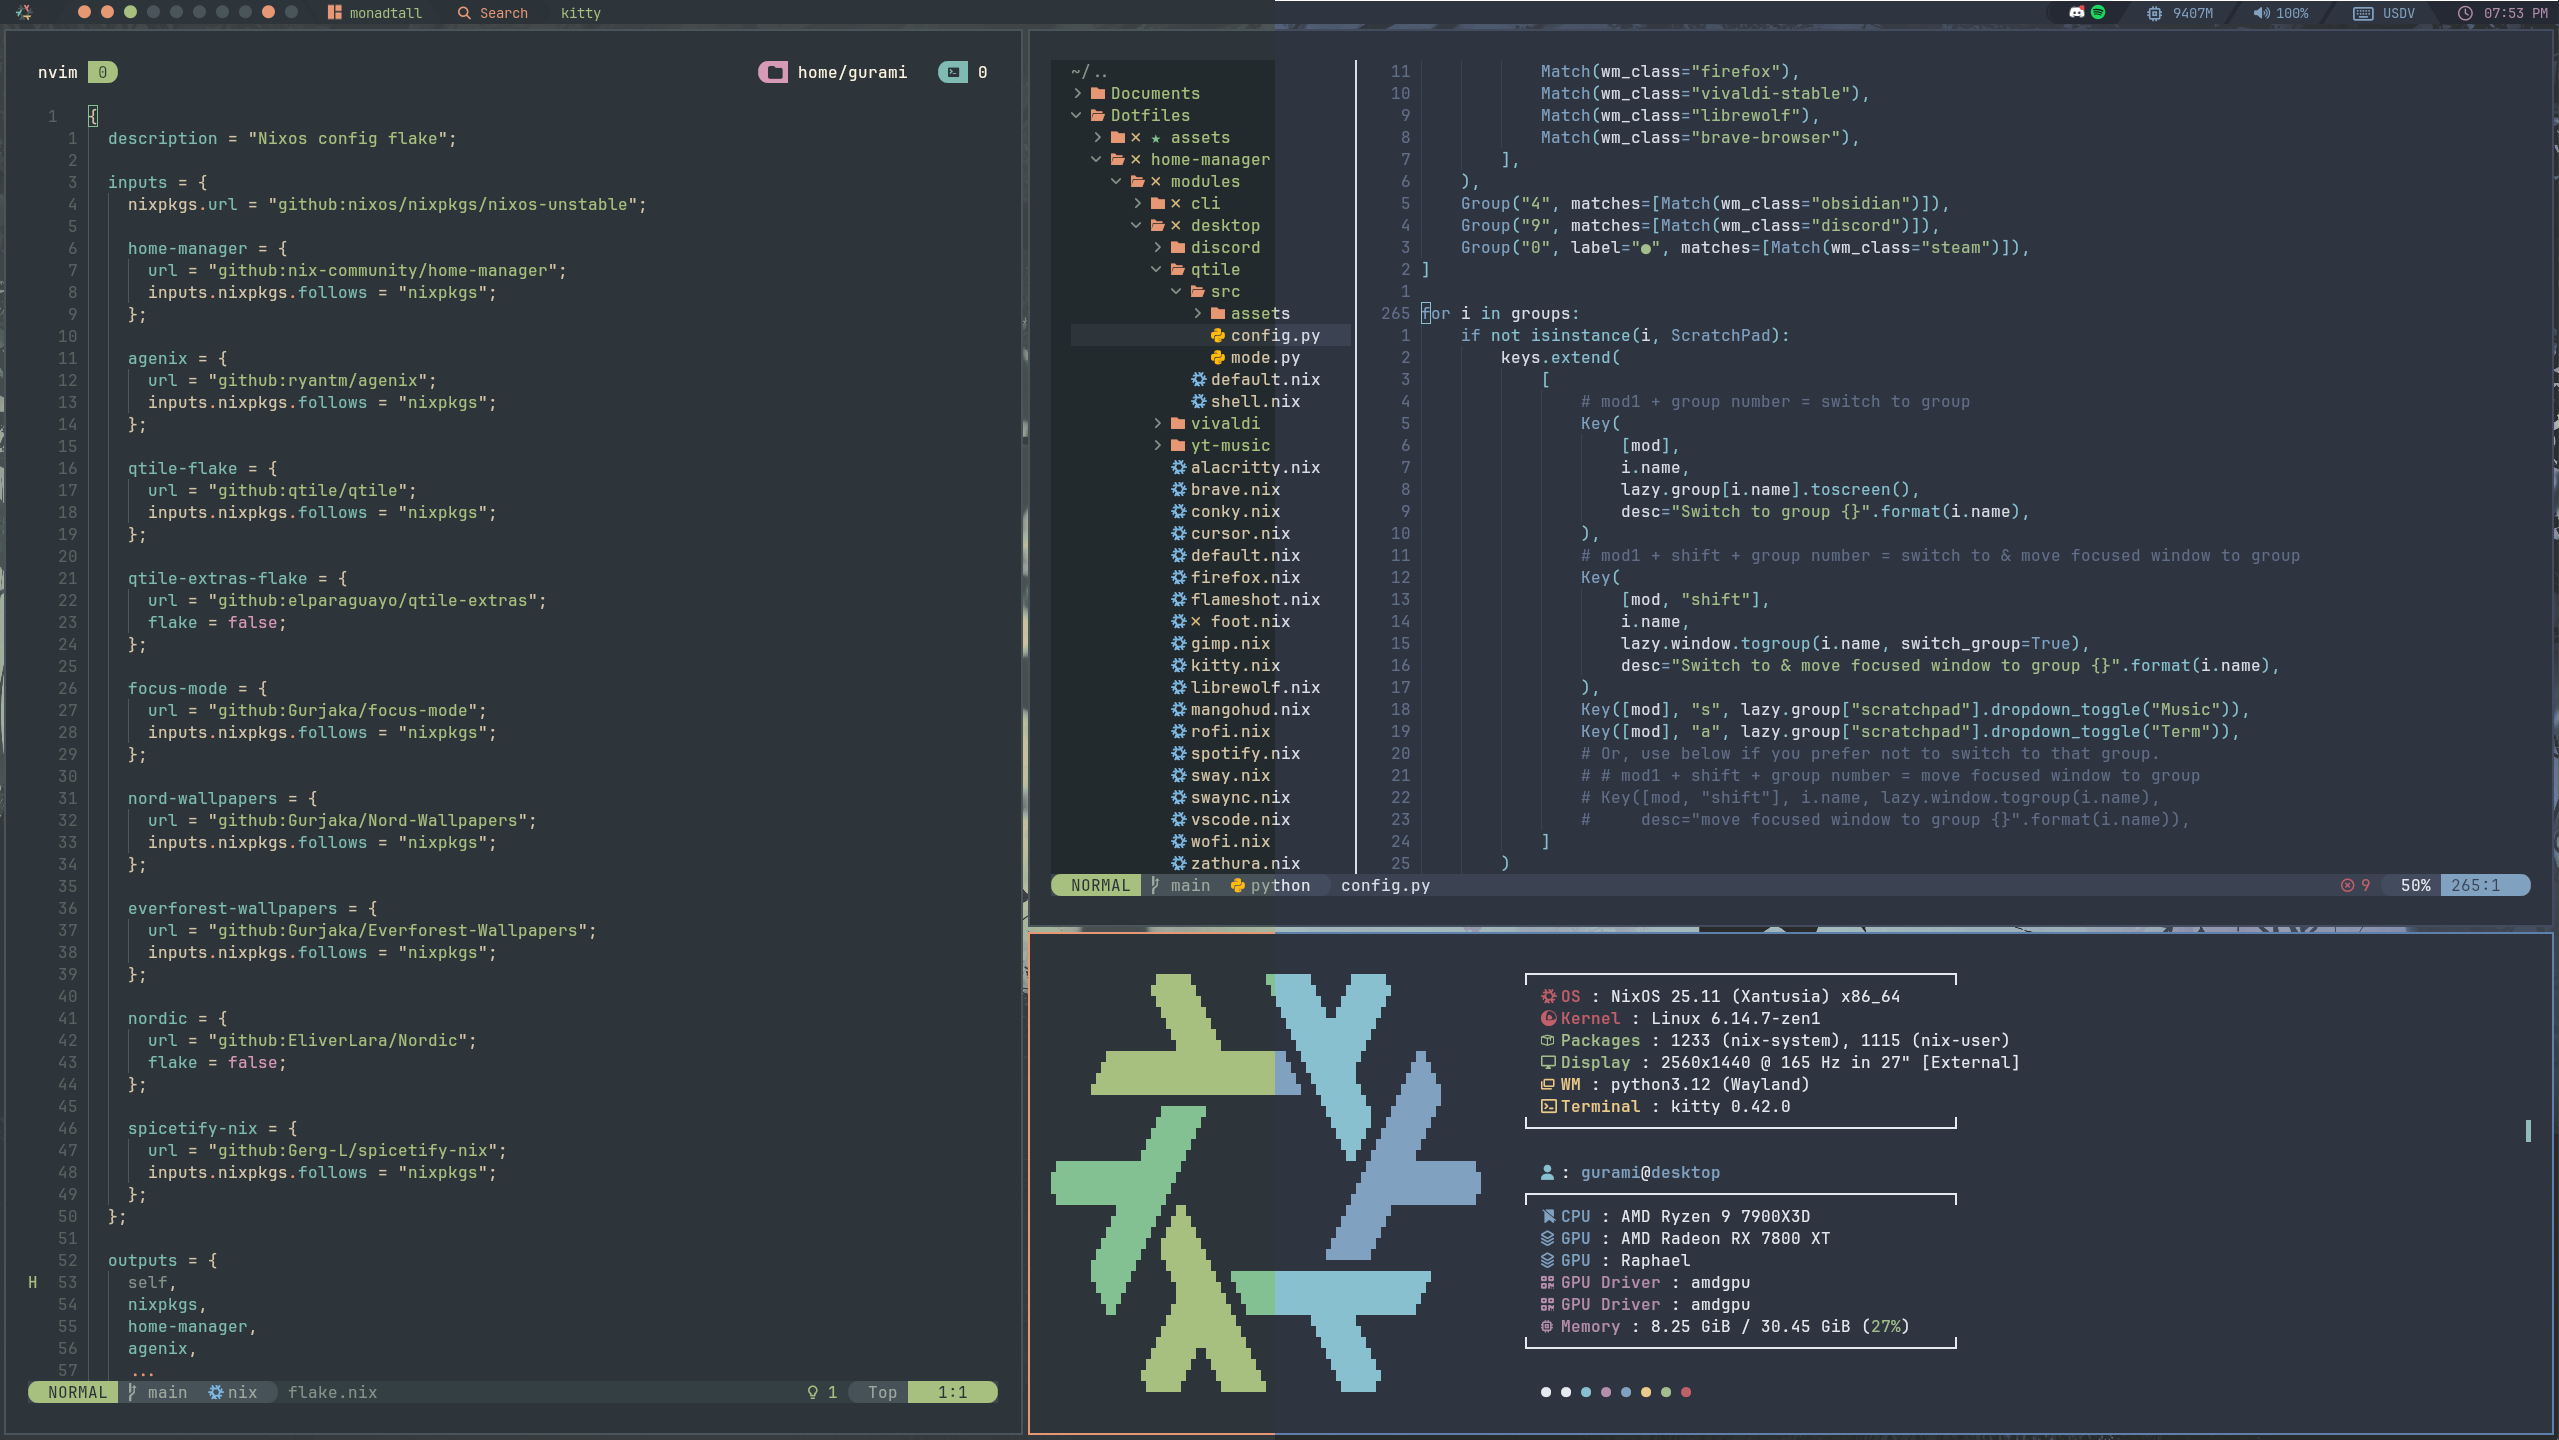 monadtall Search kitty 9407M 100% USDV 07:53 PM
nvim 0 home/gurami 0
1 {
1 description = "Nixos config flake";
2
3 inputs = {
4 nixpkgs.url = "github:nixos/nixpkgs/nixos-unstable";
5
6 home-manager = {
7 url = "github:nix-community/home-manager";
8 inputs.nixpkgs.follows = "nixpkgs";
9 };
10
11 agenix = {
12 url = "github:ryantm/agenix";
13 inputs.nixpkgs.follows = "nixpkgs";
14 };
15
16 qtile-flake = {
17 url = "github:qtile/qtile";
18 inputs.nixpkgs.follows = "nixpkgs";
19 };
20
21 qtile-extras-flake = {
22 url = "github:elparaguayo/qtile-extras";
23 flake = false;
24 };
25
26 focus-mode = {
27 url = "github:Gurjaka/focus-mode";
28 inputs.nixpkgs.follows = "nixpkgs";
29 };
30
31 nord-wallpapers = {
32 url = "github:Gurjaka/Nord-Wallpapers";
33 inputs.nixpkgs.follows = "nixpkgs";
34 };
35
36 everforest-wallpapers = {
37 url = "github:Gurjaka/Everforest-Wallpapers";
38 inputs.nixpkgs.follows = "nixpkgs";
39 };
40
41 nordic = {
42 url = "github:EliverLara/Nordic";
43 flake = false;
44 };
45
46 spicetify-nix = {
47 url = "github:Gerg-L/spicetify-nix";
48 inputs.nixpkgs.follows = "nixpkgs";
49 };
50 };
51
52 outputs = {
H 53 self,
54 nixpkgs,
55 home-manager,
56 agenix,
57 ...
NORMAL main nix flake.nix 1 Top 1:1
~/..
Documents
Dotfiles
assets
home-manager
modules
cli
desktop
discord
qtile
src
assets
config.py
mode.py
default.nix
shell.nix
vivaldi
yt-music
alacritty.nix
brave.nix
conky.nix
cursor.nix
default.nix
firefox.nix
flameshot.nix
foot.nix
gimp.nix
kitty.nix
librewolf.nix
mangohud.nix
rofi.nix
spotify.nix
sway.nix
swaync.nix
vscode.nix
wofi.nix
zathura.nix
11 Match(wm_class="firefox"),
10 Match(wm_class="vivaldi-stable"),
9 Match(wm_class="librewolf"),
8 Match(wm_class="brave-browser"),
7 ],
6 ),
5 Group("4", matches=[Match(wm_class="obsidian")]),
4 Group("9", matches=[Match(wm_class="discord")]),
3 Group("0", label="●", matches=[Match(wm_class="steam")]),
2 ]
1
265 for i in groups:
1 if not isinstance(i, ScratchPad):
2 keys.extend(
3 [
4 # mod1 + group number = switch to group
5 Key(
6 [mod],
7 i.name,
8 lazy.group[i.name].toscreen(),
9 desc="Switch to group {}".format(i.name),
10 ),
11 # mod1 + shift + group number = switch to & move focused window to group
12 Key(
13 [mod, "shift"],
14 i.name,
15 lazy.window.togroup(i.name, switch_group=True),
16 desc="Switch to & move focused window to group {}".format(i.name),
17 ),
18 Key([mod], "s", lazy.group["scratchpad"].dropdown_toggle("Music")),
19 Key([mod], "a", lazy.group["scratchpad"].dropdown_toggle("Term")),
20 # Or, use below if you prefer not to switch to that group.
21 # # mod1 + shift + group number = move focused window to group
22 # Key([mod, "shift"], i.name, lazy.window.togroup(i.name),
23 # desc="move focused window to group {}".format(i.name)),
24 ]
25 )
NORMAL main python config.py 9 50% 265:1
OS : NixOS 25.11 (Xantusia) x86_64
Kernel : Linux 6.14.7-zen1
Packages : 1233 (nix-system), 1115 (nix-user)
Display : 2560x1440 @ 165 Hz in 27" [External]
WM : python3.12 (Wayland)
Terminal : kitty 0.42.0
: gurami@desktop
CPU : AMD Ryzen 9 7900X3D
GPU : AMD Radeon RX 7800 XT
GPU : Raphael
GPU Driver : amdgpu
GPU Driver : amdgpu
Memory : 8.25 GiB / 30.45 GiB (27%)